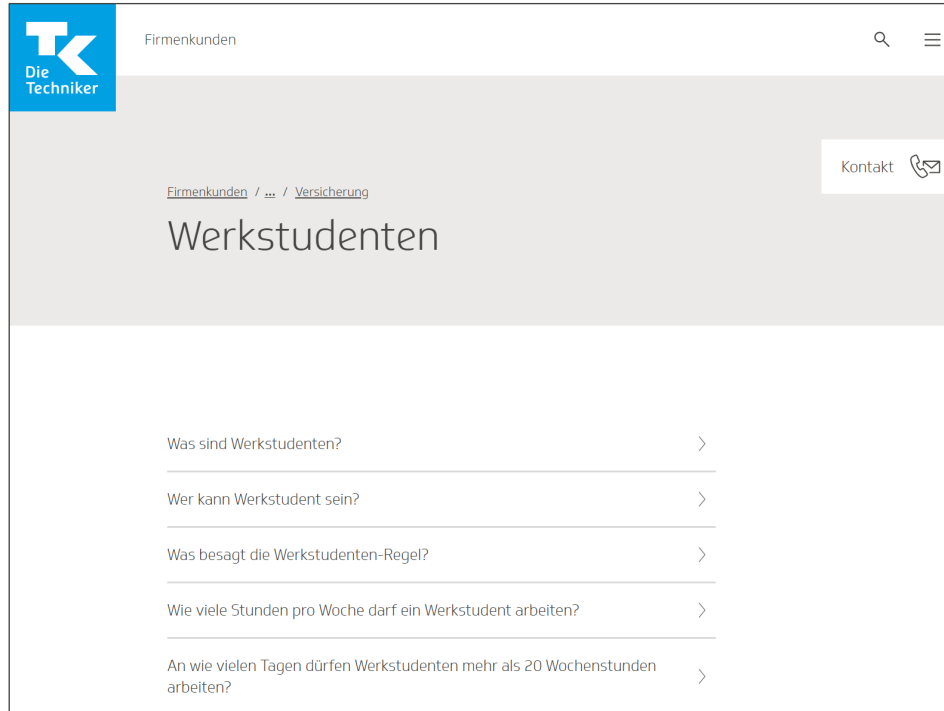 TK
Die
Techniker
Firmenkunden
Kontakt
Firmenkunden / ... / Versicherung
Werkstudenten
Was sind Werkstudenten?
Wer kann Werkstudent sein?
Was besagt die Werkstudenten-Regel?
Wie viele Stunden pro Woche darf ein Werkstudent arbeiten?
An wie vielen Tagen dürfen Werkstudenten mehr als 20 Wochenstunden
arbeiten?